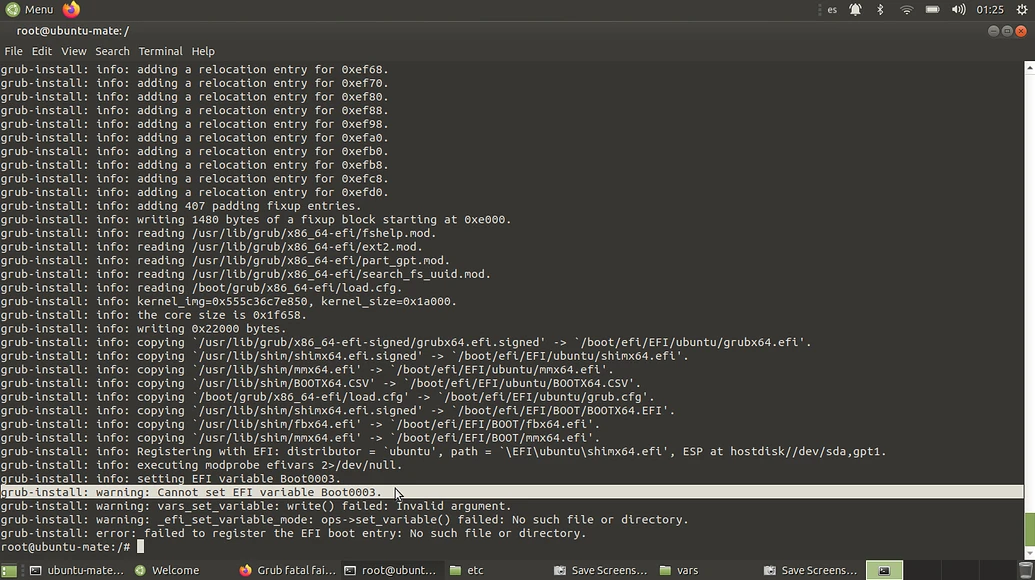 Menu
es
01:25
root@ubuntu-mate: /
File Edit View Search Terminal Help
grub-install: info: adding a relocation entry for 0xef68.
grub-install: info: adding a relocation entry for 0xef70.
grub-install: info: adding a relocation entry for 0xef80.
grub-install: info: adding a relocation entry for 0xef88.
grub-install: info: adding a relocation entry for 0xef98.
grub-install: info: adding a relocation entry for 0xefa0.
grub-install: info: adding a relocation entry for 0xefb0.
grub-install: info: adding a relocation entry for 0xefb8.
grub-install: info: adding a relocation entry for 0xefc8.
grub-install: info: adding a relocation entry for 0xefd0.
grub-install: info: adding 407 padding fixup entries.
grub-install: info: writing 1480 bytes of a fixup block starting at 0xe000.
grub-install: info: reading /usr/lib/grub/x86_64-efi/fshelp.mod.
grub-install: info: reading /usr/lib/grub/x86_64-efi/ext2.mod.
grub-install: info: reading /usr/lib/grub/x86_64-efi/part_gpt.mod.
grub-install: info: reading /usr/lib/grub/x86_64-efi/search_fs_uuid.mod.
grub-install: info: reading /boot/grub/x86_64-efi/load.cfg.
grub-install: info: kernel_img=0x555c36c7e850, kernel_size=0x1a000.
grub-install: info: the core size is 0x1f658.
grub-install: info: writing 0x22000 bytes.
grub-install: info: copying `/usr/lib/grub/x86_64-efi-signed/grubx64.efi.signed' -> `/boot/efi/EFI/ubuntu/grubx64.efi'.
grub-install: info: copying `/usr/lib/shim/shimx64.efi.signed' -> `/boot/efi/EFI/ubuntu/shimx64.efi'.
grub-install: info: copying `/usr/lib/shim/mmx64.efi' -> `/boot/efi/EFI/ubuntu/mmx64.efi'.
grub-install: info: copying `/usr/lib/shim/BOOTX64.CSV' -> `/boot/efi/EFI/ubuntu/BOOTX64.CSV'.
grub-install: info: copying `/boot/grub/x86_64-efi/load.cfg' -> `/boot/efi/EFI/ubuntu/grub.cfg'.
grub-install: info: copying `/usr/lib/shim/shimx64.efi.signed' -> `/boot/efi/EFI/BOOT/BOOTX64.EFI'.
grub-install: info: copying `/usr/lib/shim/fbx64.efi' -> `/boot/efi/EFI/BOOT/fbx64.efi'.
grub-install: info: copying `/usr/lib/shim/mmx64.efi' -> `/boot/efi/EFI/BOOT/mmx64.efi'.
grub-install: info: Registering with EFI: distributor = `ubuntu', path = `\EFI\ubuntu\shimx64.efi', ESP at hostdisk//dev/sda,gpt1.
grub-install: info: executing modprobe efivars 2>/dev/null.
grub-install: info: setting EFI variable Boot0003.
grub-install: warning: Cannot set EFI variable Boot0003.
grub-install: warning: vars_set_variable: write() failed: Invalid argument.
grub-install: warning: _efi_set_variable_mode: ops->set_variable() failed: No such file or directory.
grub-install: error: failed to register the EFI boot entry: No such file or directory.
root@ubuntu-mate:/#
ubuntu-mate... Welcome Grub fatal fai... root@ubunt... etc Save Screens... vars Save Screens...